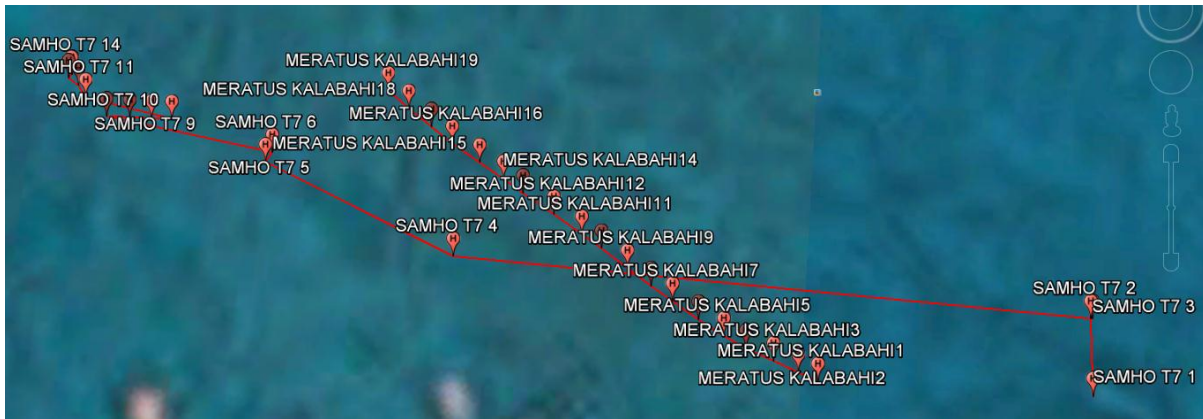 SAMHO T7 14
MERATUS KALABAHI19
SAMHO T7 11
MERATUS KALABAHI18
SAMHO T7 10
MERATUS KALABAHI16
SAMHO T7 9
SAMHO T7 6
MERATUS KALABAHI15
SAMHO T7 5
MERATUS KALABAHI14
MERATUS KALABAHI12
MERATUS KALABAHI11
SAMHO T7 4
MERATUS KALABAHI9
MERATUS KALABAHI7
SAMHO T7 2
MERATUS KALABAHI5
SAMHO T7 3
MERATUS KALABAHI3
MERATUS KALABAHI1
MERATUS KALABAHI2
SAMHO T7 1